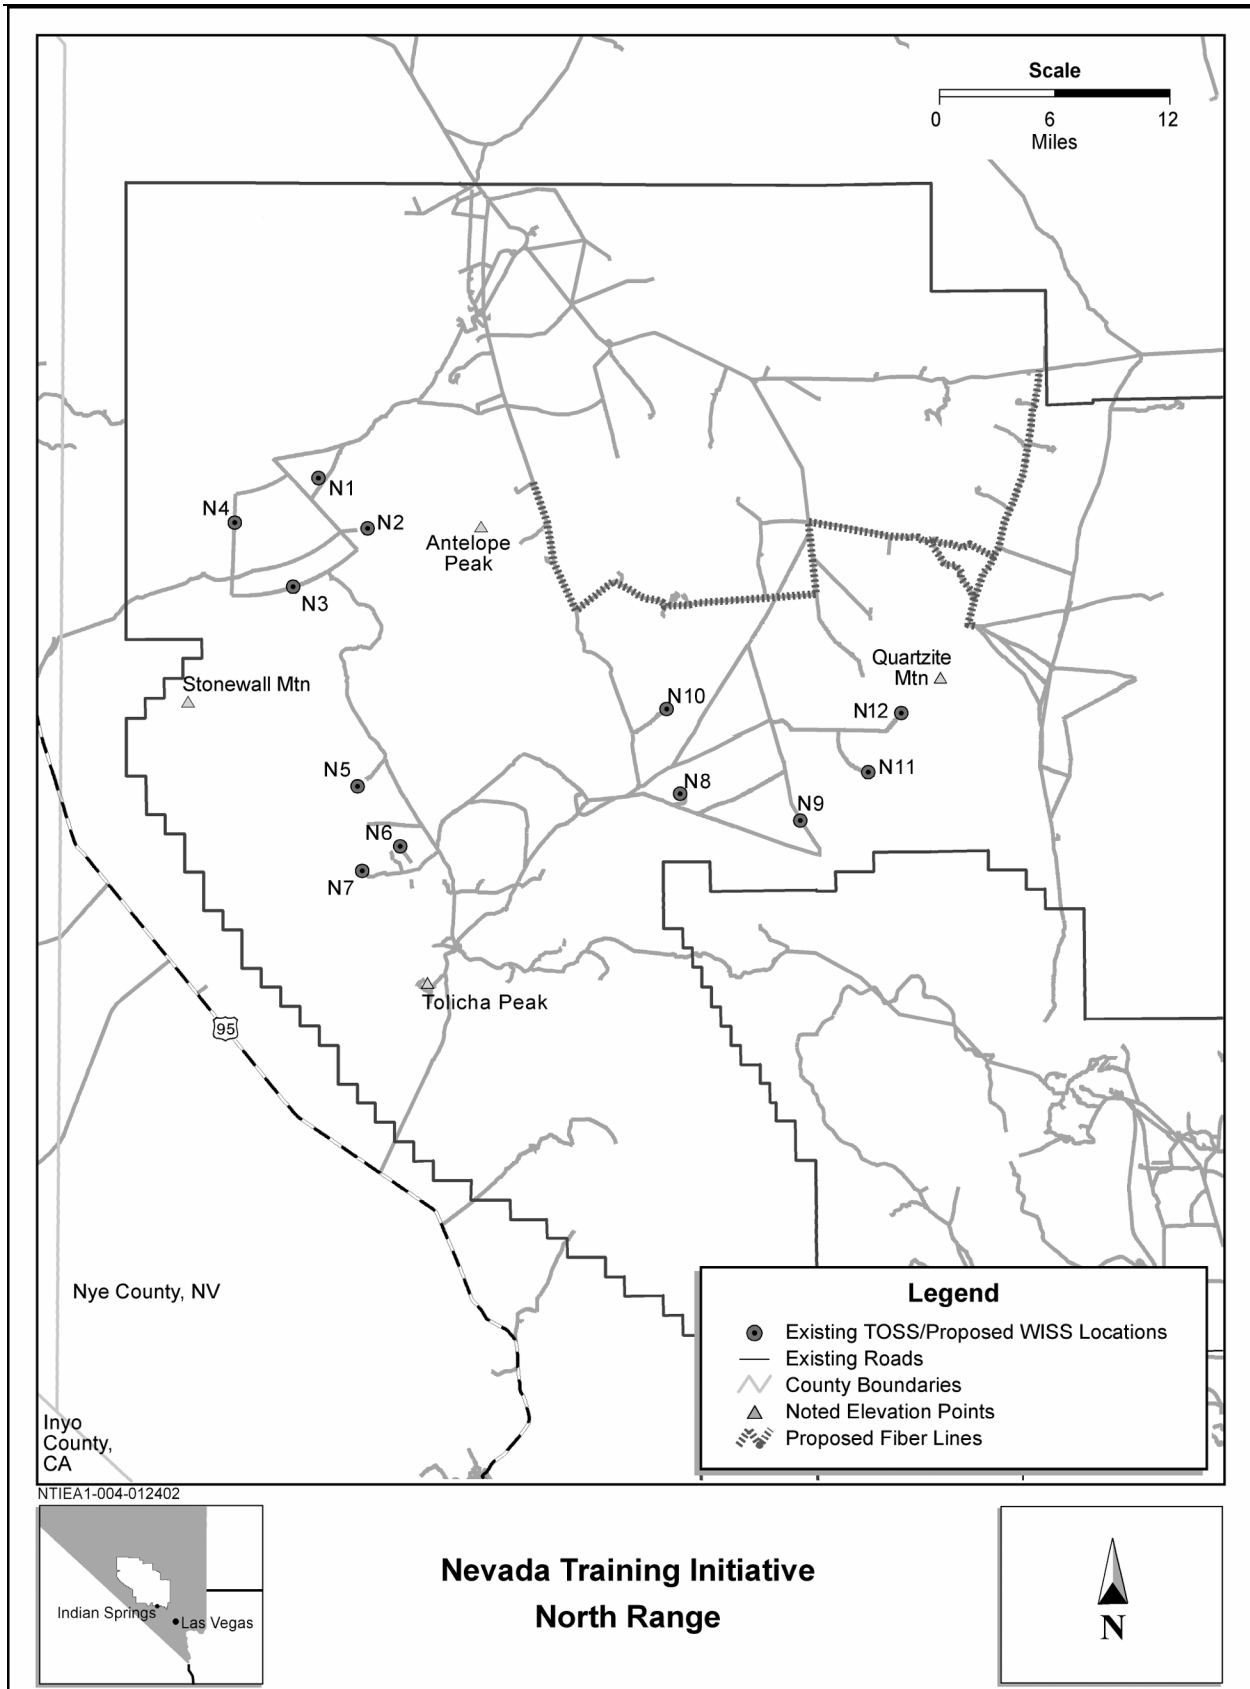 Scale
0 6 12
Miles
N1
N4
N2
Antelope
Peak
N3
Quartzite
Mtn
Stonewall Mtn
N10
N12
N5
N11
N8
N9
N6
N7
Tolicha Peak
95
Nye County, NV
Legend
Existing TOSS/Proposed WISS Locations
Existing Roads
County Boundaries
Noted Elevation Points
Proposed Fiber Lines
Inyo
County,
CA
NTIEA1-004-012402
Indian Springs
Las Vegas
Nevada Training Initiative
North Range
N